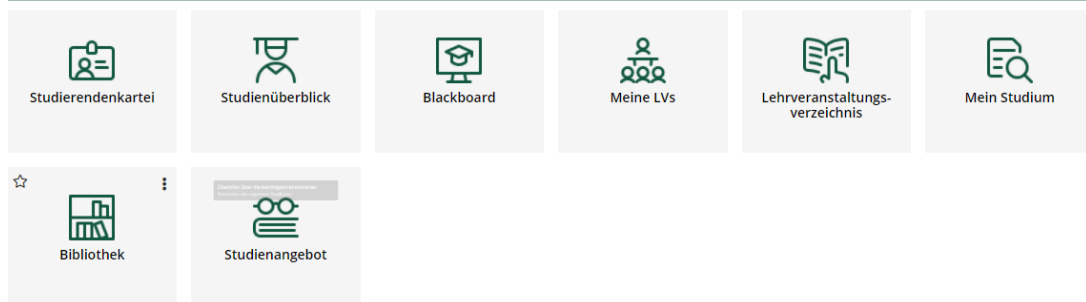 Studierendenkartei
Studienüberblick
Blackboard
Meine LVs
Lehrveranstaltungs-
verzeichnis
Mein Studium
Bibliothek
Studienangebot